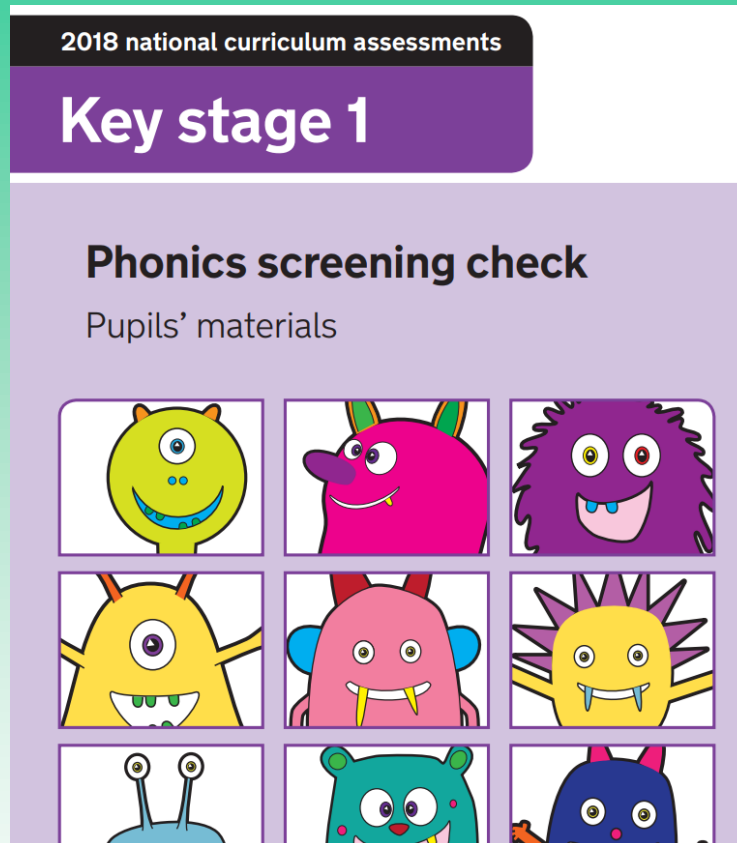 2018 national curriculum assessments
Key stage 1
Phonics screening check
Pupils’ materials